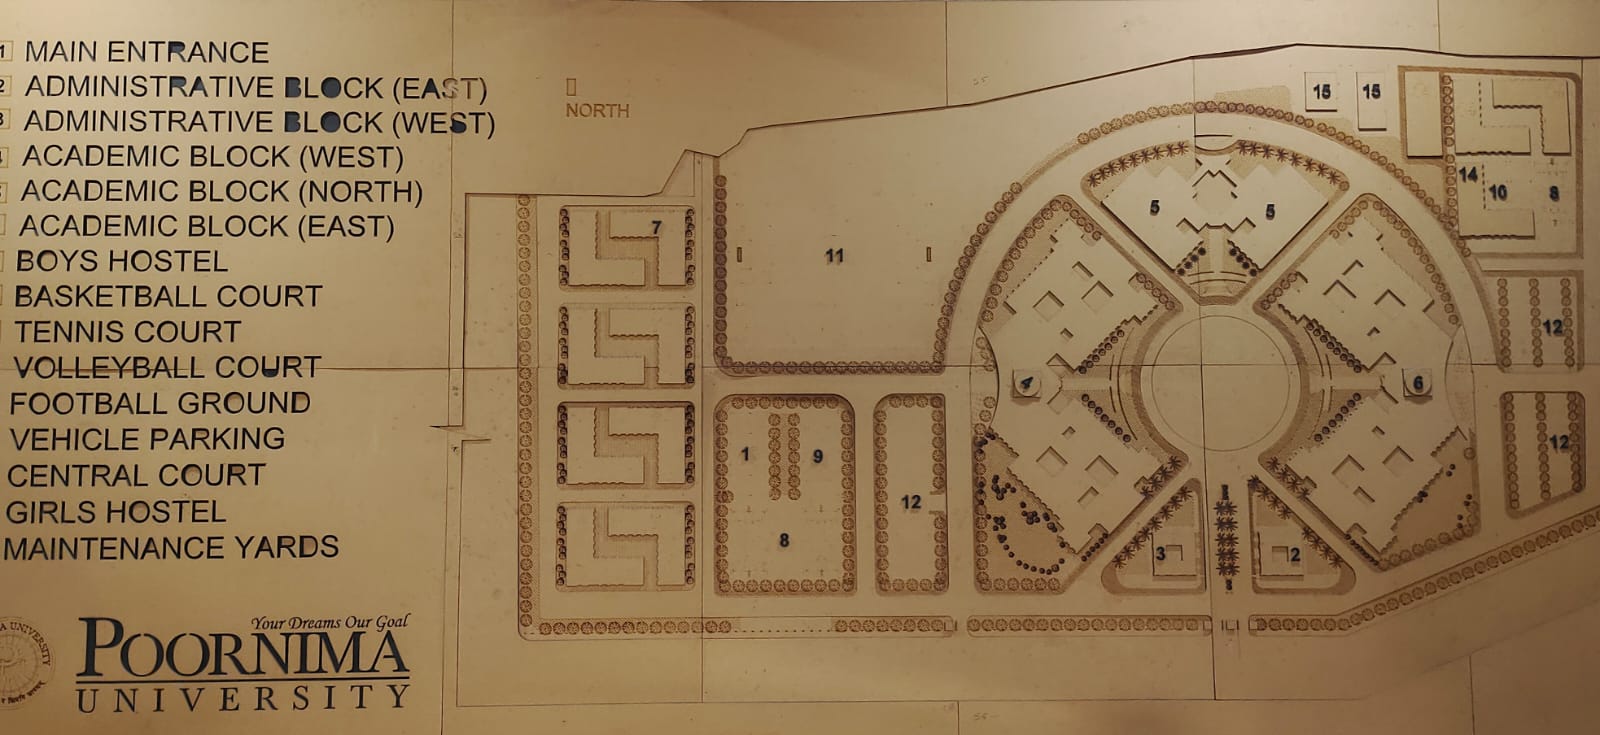 1 MAIN ENTRANCE
2 ADMINISTRATIVE BLOCK (EAST)
3 ADMINISTRATIVE BLOCK (WEST)
4 ACADEMIC BLOCK (WEST)
ACADEMIC BLOCK (NORTH)
ACADEMIC BLOCK (EAST)
BOYS HOSTEL
BASKETBALL COURT
TENNIS COURT
VOLLEYBALL COURT
FOOTBALL GROUND
VEHICLE PARKING
CENTRAL COURT
GIRLS HOSTEL
MAINTENANCE YARDS
Your Dreams Our Goal
POORNIMA
UNIVERSITY
A UNIVERSITY
NORTH
15 15
14 10 8
5 5
7
11
12
4 6
12
1 9
12
8
3 2